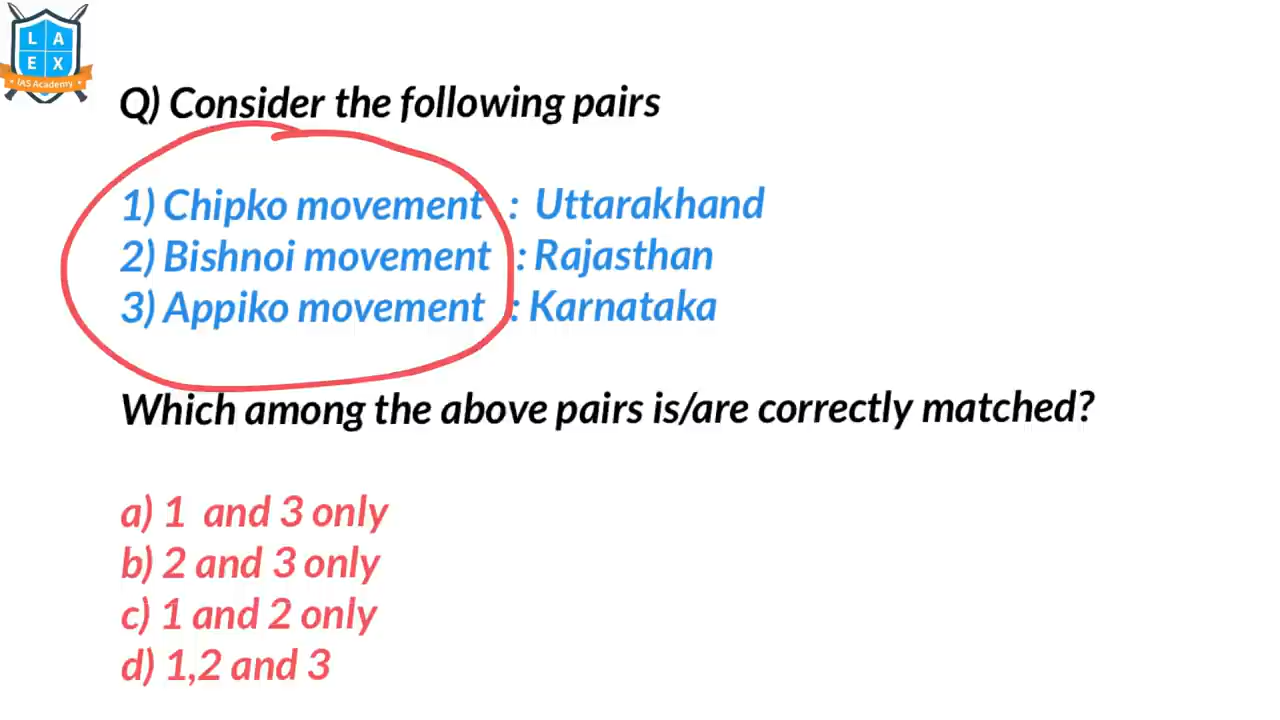 L A
E X
IAS Academy
Q) Consider the following pairs
1) Chipko movement : Uttarakhand
2) Bishnoi movement : Rajasthan
3) Appiko movement : Karnataka
Which among the above pairs is/are correctly matched?
a) 1 and 3 only
b) 2 and 3 only
c) 1 and 2 only
d) 1,2 and 3